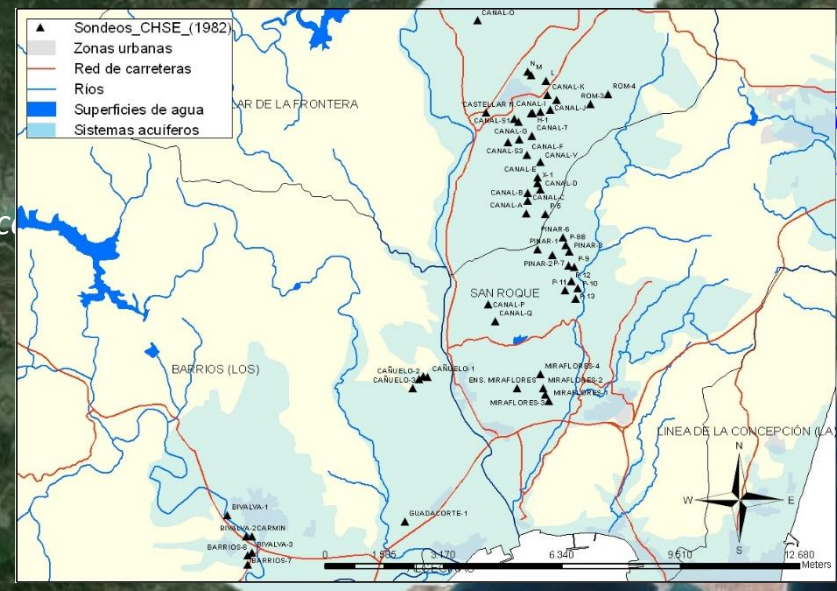 Sondeos_CHSE_(1982)
Zonas urbanas
Red de carreteras
Ríos
Superficies de agua
Sistemas acuíferos
CANAL-O
N
M
L
CANAL-K
ROM-4
ROM-3
AR DE LA FRONTERA
CASTELLAR N.
CANAL-I
CANAL-J
CANAL-S1
H-1
CANAL-T
CANAL-G
CANAL-F
CANAL-S3
CANAL-V
CANAL-E
X-1
CANAL-D
CANAL-B
CANAL-C
CANAL-A
P-5
PINAR-6
P-8B
PINAR-1
PINAR-3
PINAR-2
P-7
P-9
P-12
P-11
P-10
P-13
SAN ROQUE
CANAL-P
CANAL-Q
BARRIOS (LOS)
CAÑUELO-2
CAÑUELO-1
CAÑUELO-3
MIRAFLORES-4
ENS. MIRAFLORES
MIRAFLORES-2
MIRAFLORES-1
MIRAFLORES-3
LINEA DE LA CONCEPCIÓN (LA)
N
W
E
S
BIVALVA-1
GUADACORTE-1
BIVALVA-2
CARMIN
BIVALVA-3
BARRIOS-6
BARRIOS-7
ALGECIRAS
0 1.585 3.170 6.340 9.510 12.680
Meters